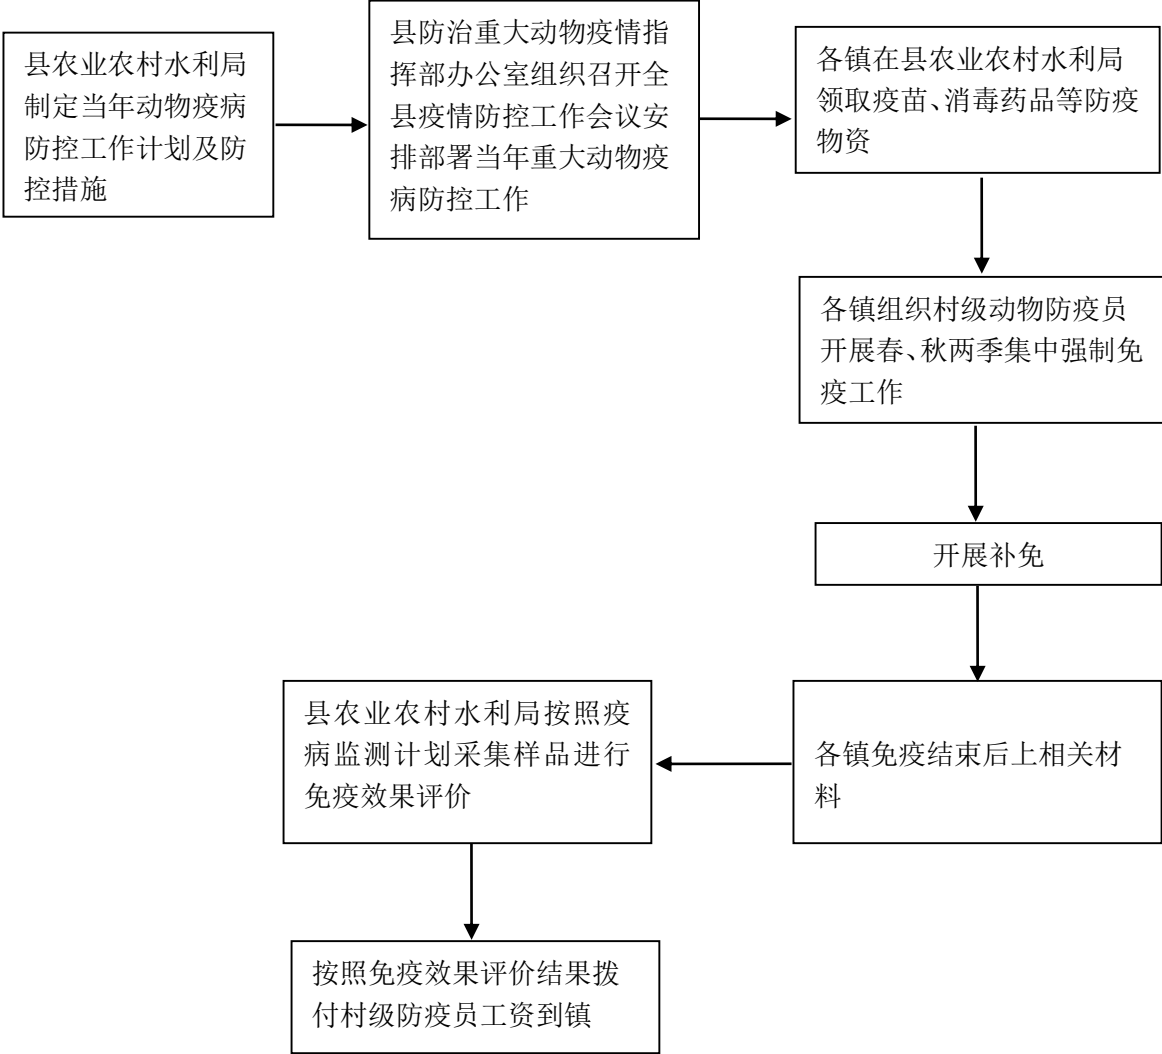 县农业农村水利局
制定当年动物疫病
防控工作计划及防
控措施
县防治重大动物疫情指
挥部办公室组织召开全
县疫情防控工作会议安
排部署当年重大动物疫
病防控工作
各镇在县农业农村水利局
领取疫苗、消毒药品等防疫
物资
各镇组织村级动物防疫员
开展春、秋两季集中强制免
疫工作
开展补免
各镇免疫结束后上相关材
料
县农业农村水利局按照疫
病监测计划采集样品进行
免疫效果评价
按照免疫效果评价结果拨
付村级防疫员工资到镇